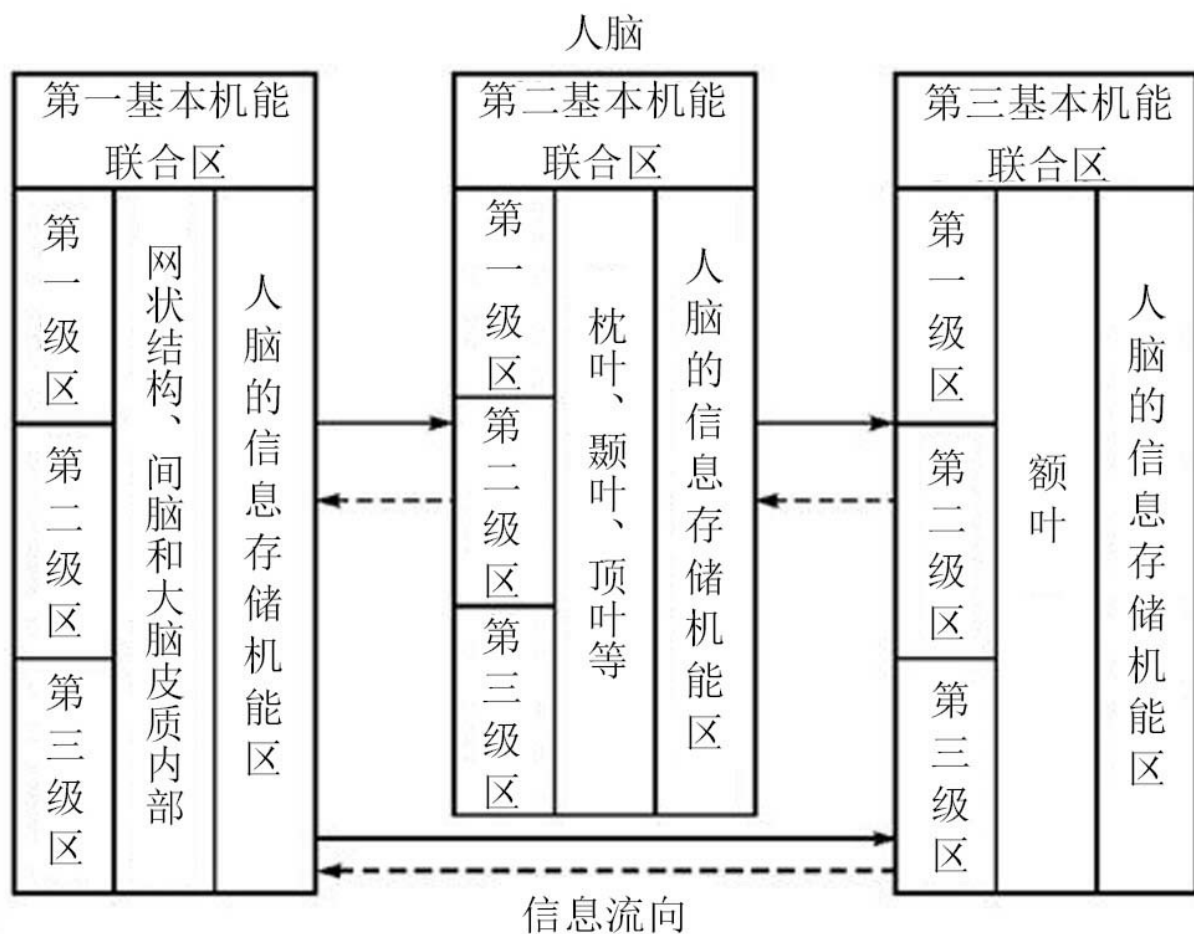 人脑
第一基本机能
联合区
第一级区
第二级区
第三级区
网状结构、间脑和大脑皮质内部
人脑的信息存储机能区
第二基本机能
联合区
第一级区
第二级区
第三级区
枕叶、颞叶、顶叶等
人脑的信息存储机能区
第三基本机能
联合区
第一级区
第二级区
第三级区
额叶
人脑的信息存储机能区
信息流向